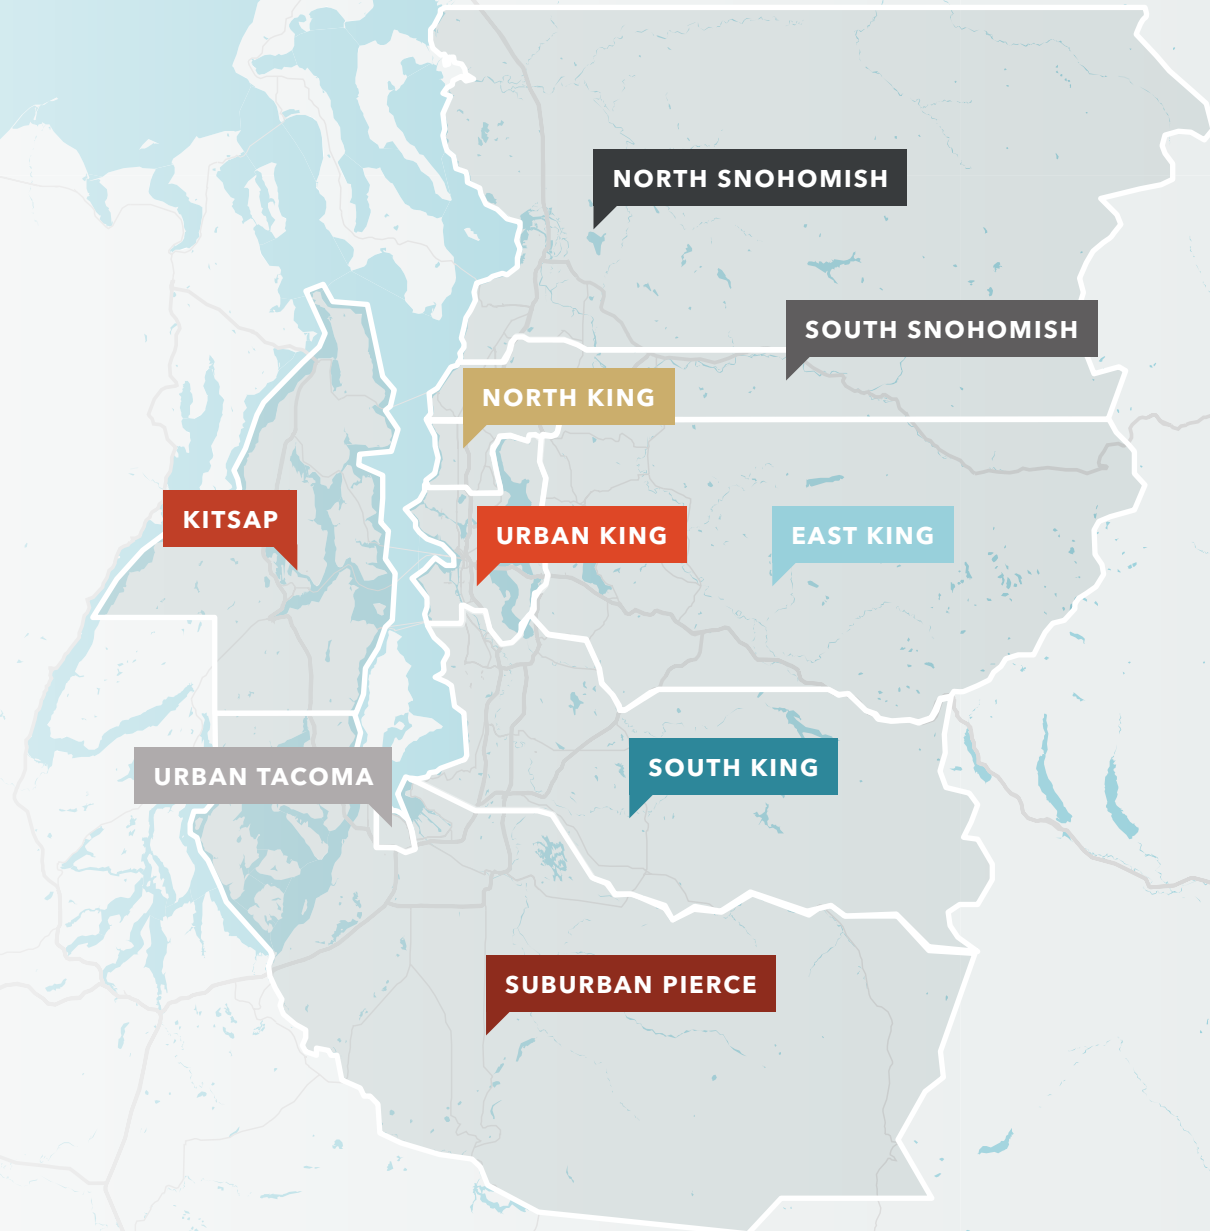 NORTH SNOHOMISH
SOUTH SNOHOMISH
NORTH KING
KITSAP
URBAN KING
EAST KING
URBAN TACOMA
SOUTH KING
SUBURBAN PIERCE